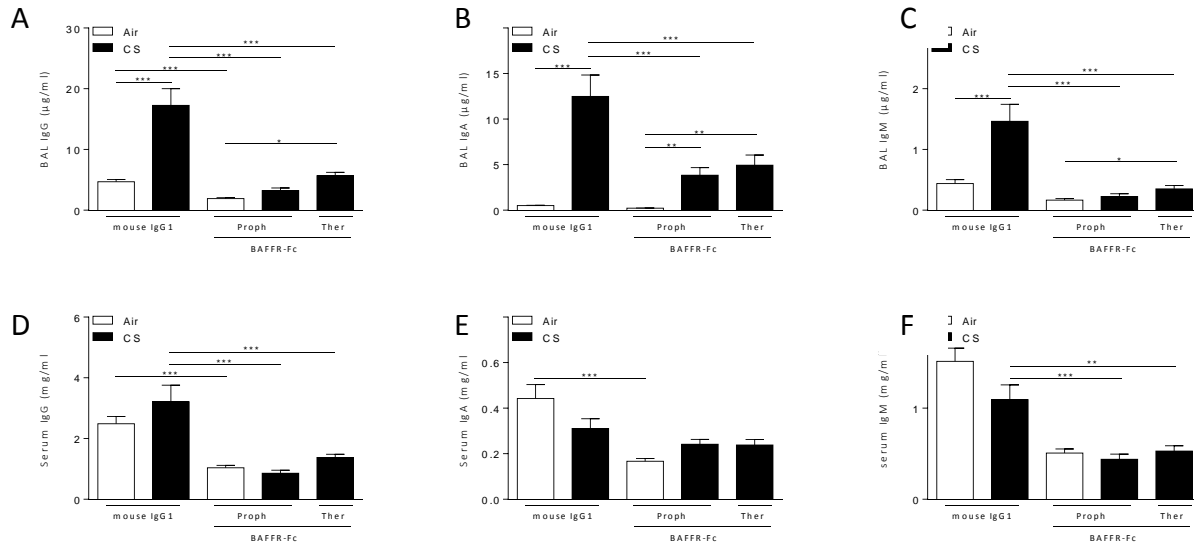 A
30
Air
CS
***
***
***
***
20
BAL IgG (µg/ml)
10
*
0
mouse IgG1
Proph
Ther
BAFFR-Fc
B
Air
CS
15
***
***
***
10
BAL IgA (µg/ml)
5
**
**
0
mouse IgG1
Proph
Ther
BAFFR-Fc
C
Air
CS
2
***
***
***
BAL IgM (µg/ml)
1
*
0
mouse IgG1
Proph
Ther
BAFFR-Fc
D
6
Air
CS
***
***
***
4
Serum IgG (mg/ml)
2
0
mouse IgG1
Proph
Ther
BAFFR-Fc
E
Air
CS
0.6
***
Serum IgA (mg/ml)
0.4
0.2
0.0
mouse IgG1
Proph
Ther
BAFFR-Fc
F
Air
CS
**
***
serum IgM (mg/ml
1
0
mouse IgG1
Proph
Ther
BAFFR-Fc